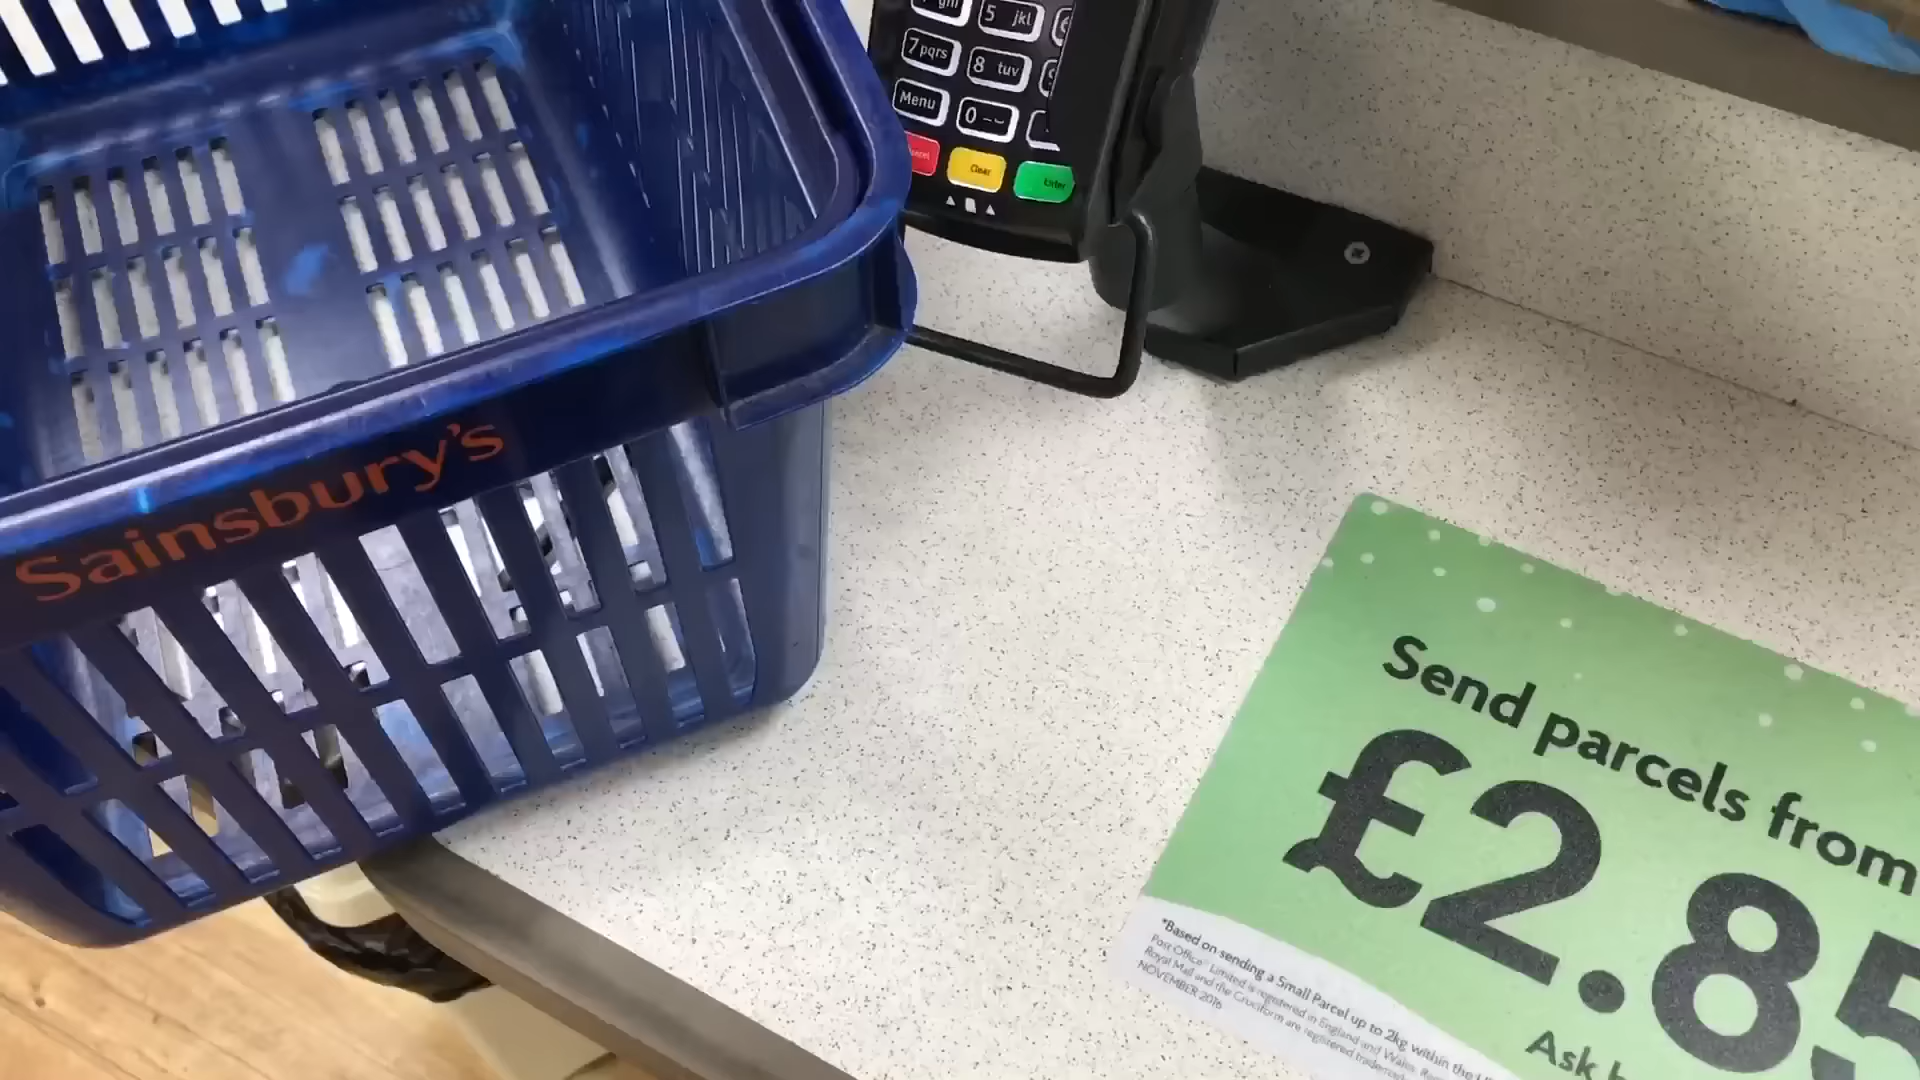 5 jkl
7pqrs
8 tuv
Menu
0
Clear
Enter
Sainsbury's
Send parcels from
£2.85
*Based on sending a Small Parcel up to 2kg within the
Post Office Limited is registered in England and Wales.
Royal Mail and the Cruciform are registered
NOVEMBER 2016
Ask